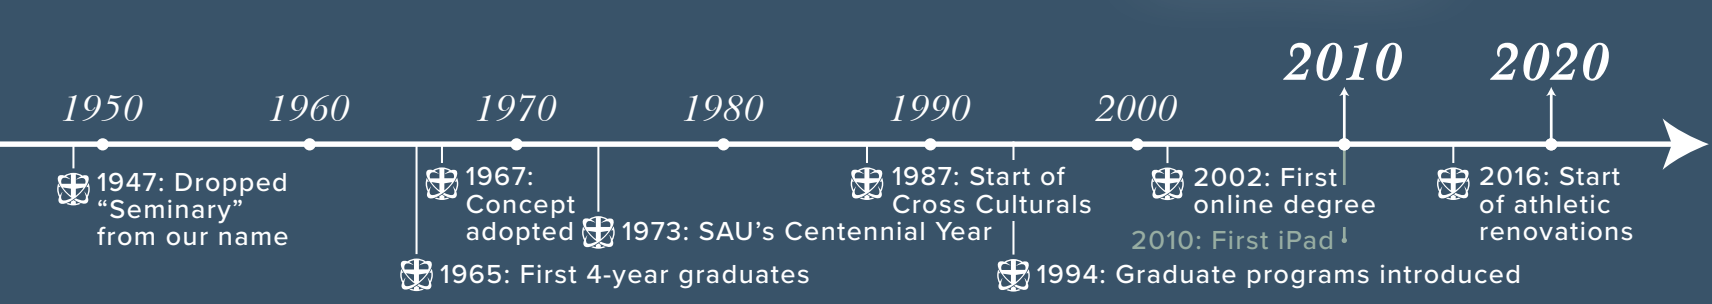 1950
1960
1970
1980
1990
2000
2010
2020
1947: Dropped
“Seminary”
from our name
1965: First 4-year graduates
1967:
Concept
adopted
1973: SAU’s Centennial Year
1987: Start of
Cross Culturals
1994: Graduate programs introduced
2002: First
online degree
2010: First iPad
2016: Start
of athletic
renovations